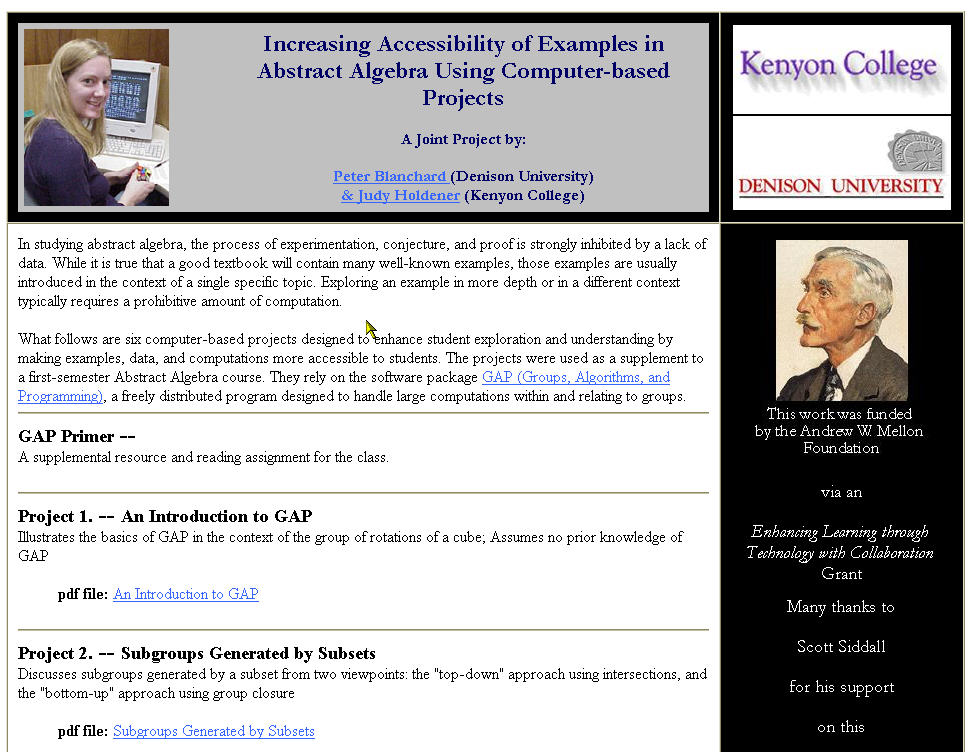 Increasing Accessibility of Examples in
Abstract Algebra Using Computer-based
Projects
A Joint Project by:
Peter Blanchard (Denison University)
& Judy Holdener (Kenyon College)
Kenyon College
DENISON UNIVERSITY
In studying abstract algebra, the process of experimentation, conjecture, and proof is strongly inhibited by a lack of
data. While it is true that a good textbook will contain many well-known examples, those examples are usually
introduced in the context of a single specific topic. Exploring an example in more depth or in a different context
typically requires a prohibitive amount of computation.
What follows are six computer-based projects designed to enhance student exploration and understanding by
making examples, data, and computations more accessible to students. The projects were used as a supplement to
a first-semester Abstract Algebra course. They rely on the software package GAP (Groups, Algorithms, and
Programming), a freely distributed program designed to handle large computations within and relating to groups.
GAP Primer --
A supplemental resource and reading assignment for the class.
Project 1. -- An Introduction to GAP
Illustrates the basics of GAP in the context of the group of rotations of a cube; Assumes no prior knowledge of
GAP
pdf file: An Introduction to GAP
Project 2. -- Subgroups Generated by Subsets
Discusses subgroups generated by a subset from two viewpoints: the "top-down" approach using intersections, and
the "bottom-up" approach using group closure
pdf file: Subgroups Generated by Subsets
This work was funded
by the Andrew W. Mellon
Foundation
via an
Enhancing Learning through
Technology with Collaboration
Grant
Many thanks to
Scott Siddall
for his support
on this